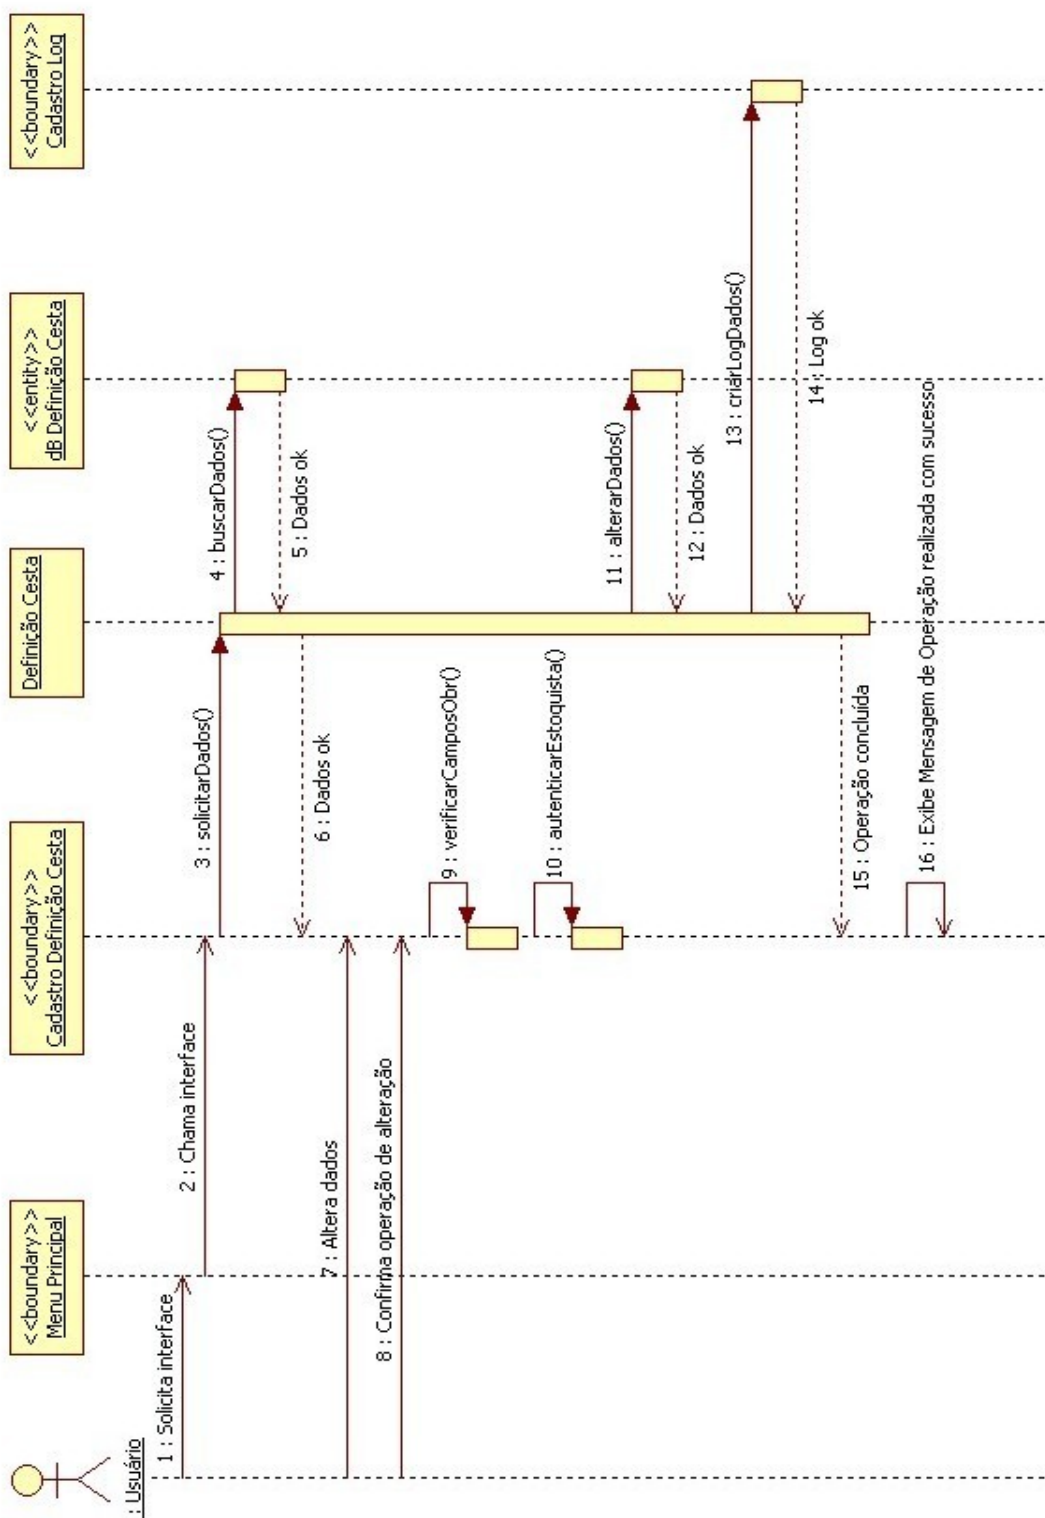 : Usuário
<<boundary>>
Menu Principal
<<boundary>>
Cadastro Definição Cesta
Definição Cesta
<<entity>>
dB Definição Cesta
<<boundary>>
Cadastro Log
1 : Solicita interface
2 : Chama interface
3 : solicitarDados()
4 : buscarDados()
5 : Dados ok
6 : Dados ok
7 : Altera dados
8 : Confirma operação de alteração
9 : verificarCamposObr()
10 : autenticarEstoquista()
11 : alterarDados()
12 : Dados ok
13 : criarLogDados()
14 : Log ok
15 : Operação concluída
16 : Exibe Mensagem de Operação realizada com sucesso